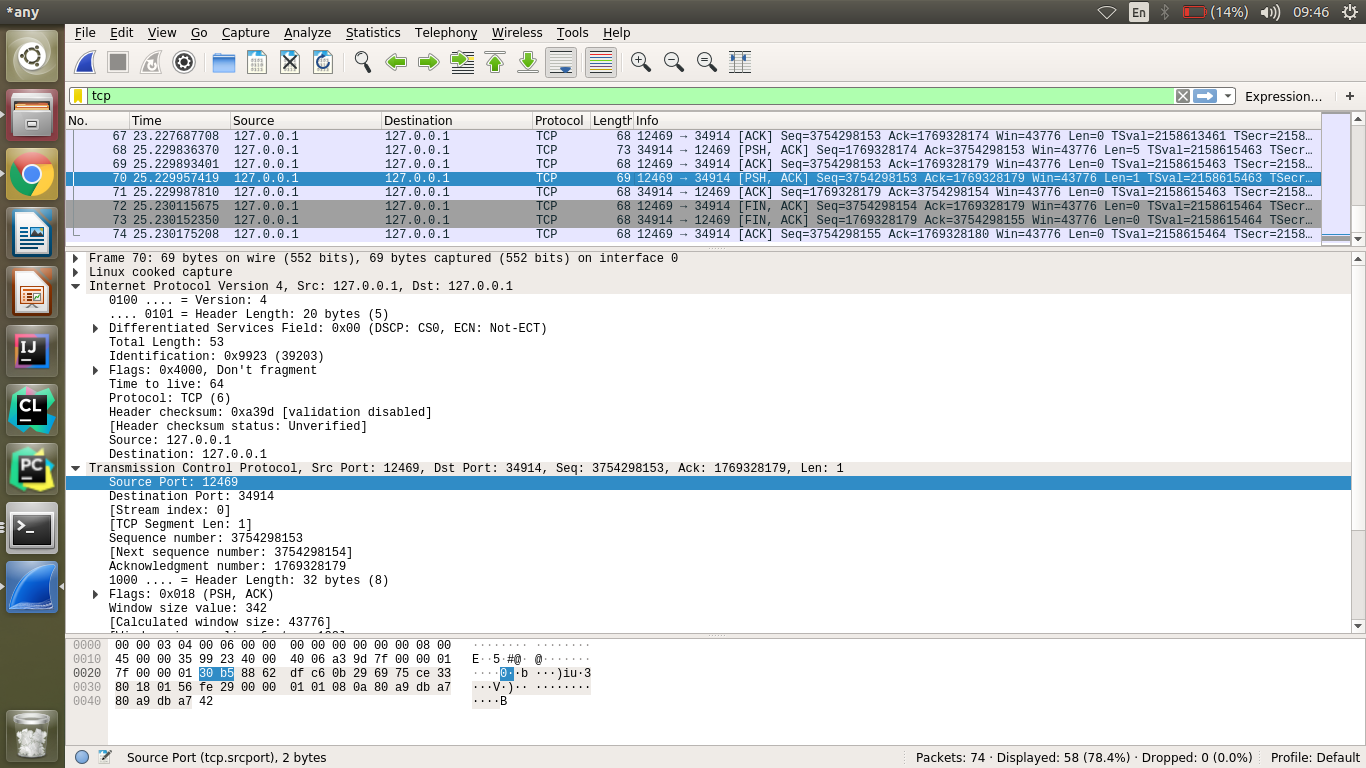 *any
En
(14%)
09:46
File Edit View Go Capture Analyze Statistics Telephony Wireless Tools Help
tcp
Expression…
+
No. Time Source Destination Protocol Length Info
67 23.227687708 127.0.0.1 127.0.0.1 TCP 68 12469 → 34914 [ACK] Seq=3754298153 Ack=1769328174 Win=43776 Len=0 TSval=2158613461 TSecr=2158…
68 25.229836370 127.0.0.1 127.0.0.1 TCP 73 34914 → 12469 [PSH, ACK] Seq=1769328174 Ack=3754298153 Win=43776 Len=5 TSval=2158615463 TSecr…
69 25.229893401 127.0.0.1 127.0.0.1 TCP 68 12469 → 34914 [ACK] Seq=3754298153 Ack=1769328179 Win=43776 Len=0 TSval=2158615463 TSecr=2158…
70 25.229957419 127.0.0.1 127.0.0.1 TCP 69 12469 → 34914 [PSH, ACK] Seq=3754298153 Ack=1769328179 Win=43776 Len=1 TSval=2158615463 TSecr…
71 25.229987810 127.0.0.1 127.0.0.1 TCP 68 34914 → 12469 [ACK] Seq=1769328179 Ack=3754298154 Win=43776 Len=0 TSval=2158615463 TSecr=2158…
72 25.230115675 127.0.0.1 127.0.0.1 TCP 68 12469 → 34914 [FIN, ACK] Seq=3754298154 Ack=1769328179 Win=43776 Len=0 TSval=2158615464 TSecr…
73 25.230152350 127.0.0.1 127.0.0.1 TCP 68 34914 → 12469 [FIN, ACK] Seq=1769328179 Ack=3754298155 Win=43776 Len=0 TSval=2158615464 TSecr…
74 25.230175208 127.0.0.1 127.0.0.1 TCP 68 12469 → 34914 [ACK] Seq=3754298155 Ack=1769328180 Win=43776 Len=0 TSval=2158615464 TSecr=2158…
Frame 70: 69 bytes on wire (552 bits), 69 bytes captured (552 bits) on interface 0
Linux cooked capture
Internet Protocol Version 4, Src: 127.0.0.1, Dst: 127.0.0.1
0100 .... = Version: 4
.... 0101 = Header Length: 20 bytes (5)
Differentiated Services Field: 0x00 (DSCP: CS0, ECN: Not-ECT)
Total Length: 53
Identification: 0x9923 (39203)
Flags: 0x4000, Don't fragment
Time to live: 64
Protocol: TCP (6)
Header checksum: 0xa39d [validation disabled]
[Header checksum status: Unverified]
Source: 127.0.0.1
Destination: 127.0.0.1
Transmission Control Protocol, Src Port: 12469, Dst Port: 34914, Seq: 3754298153, Ack: 1769328179, Len: 1
Source Port: 12469
Destination Port: 34914
[Stream index: 0]
[TCP Segment Len: 1]
Sequence number: 3754298153
[Next sequence number: 3754298154]
Acknowledgment number: 1769328179
1000 .... = Header Length: 32 bytes (8)
Flags: 0x018 (PSH, ACK)
Window size value: 342
[Calculated window size: 43776]
0000 00 00 03 04 00 06 00 00 00 00 00 00 00 00 08 00 ········ ········
0010 45 00 00 35 99 23 40 00 40 06 a3 9d 7f 00 00 01 E··5·#@· @·······
0020 7f 00 00 01 30 b5 88 62 df c6 0b 29 69 75 ce 33 ····0··b ···)iu·3
0030 80 18 01 56 fe 29 00 00 01 01 08 0a 80 a9 db a7 ···V·)·· ········
0040 80 a9 db a7 42 ····B
Source Port (tcp.srcport), 2 bytes
Packets: 74 · Displayed: 58 (78.4%) · Dropped: 0 (0.0%)
Profile: Default
IJ
CL
PC
>_